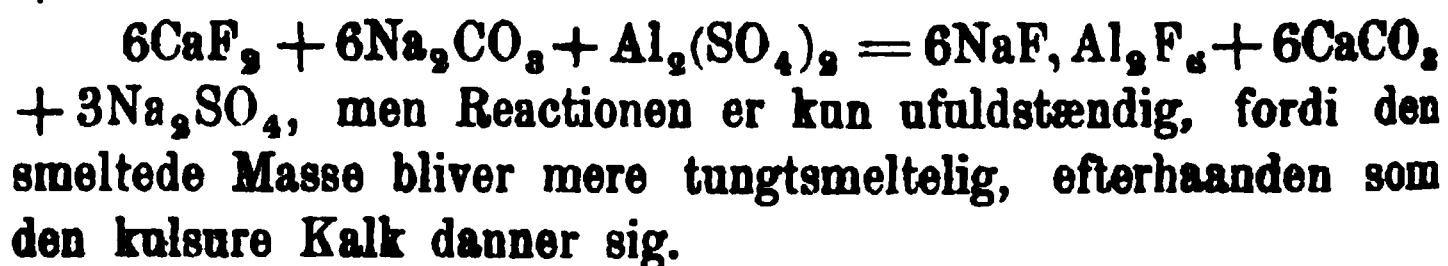 6CaF₂ + 6Na₂CO₃ + Al₂(SO₄)₂ = 6NaF, Al₂F₆ + 6CaCO₃
+ 3Na₂SO₄, men Reactionen er kun ufuldstændig, fordi den
smeltede Masse bliver mere tungtsmeltelig, efterhaanden som
den kulsure Kalk danner sig.